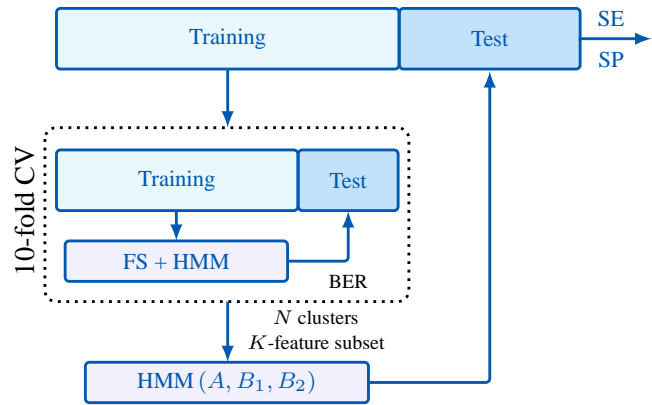 Training
Test
SE
SP
10-fold CV
Training
Test
FS + HMM
BER
N clusters
K-feature subset
HMM (A, B₁, B₂)